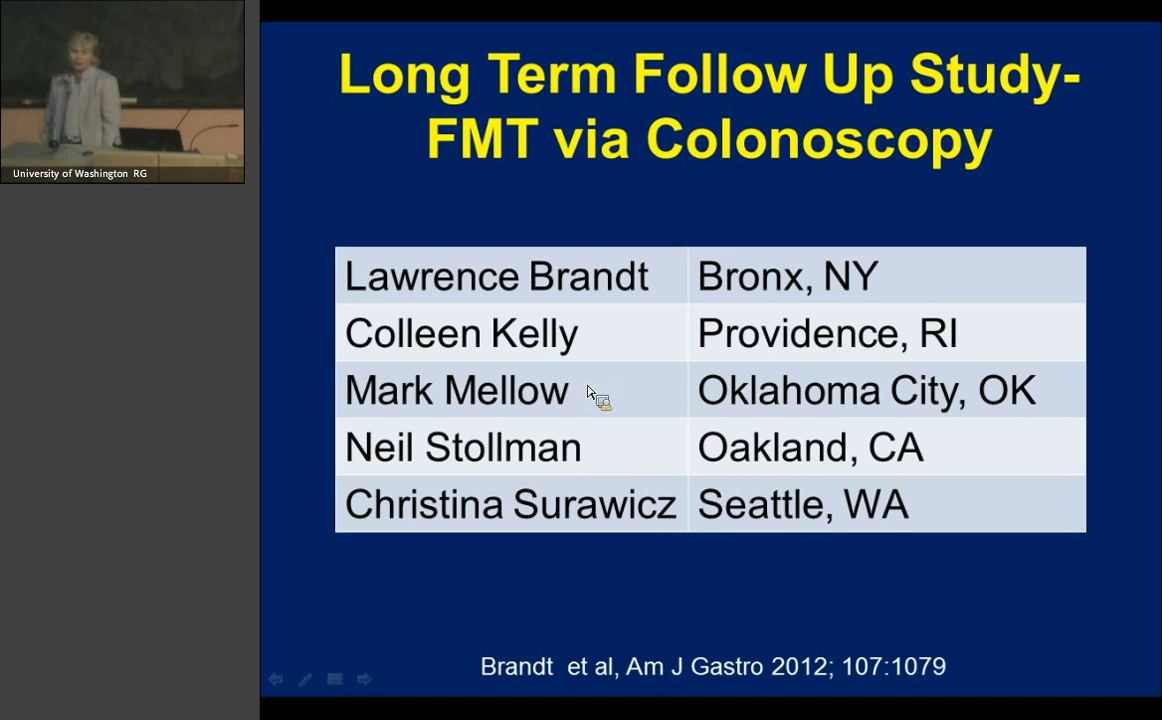 University of Washington RG
Long Term Follow Up Study-
FMT via Colonoscopy
Lawrence Brandt Bronx, NY
Colleen Kelly Providence, RI
Mark Mellow Oklahoma City, OK
Neil Stollman Oakland, CA
Christina Surawicz Seattle, WA
Brandt et al, Am J Gastro 2012; 107:1079